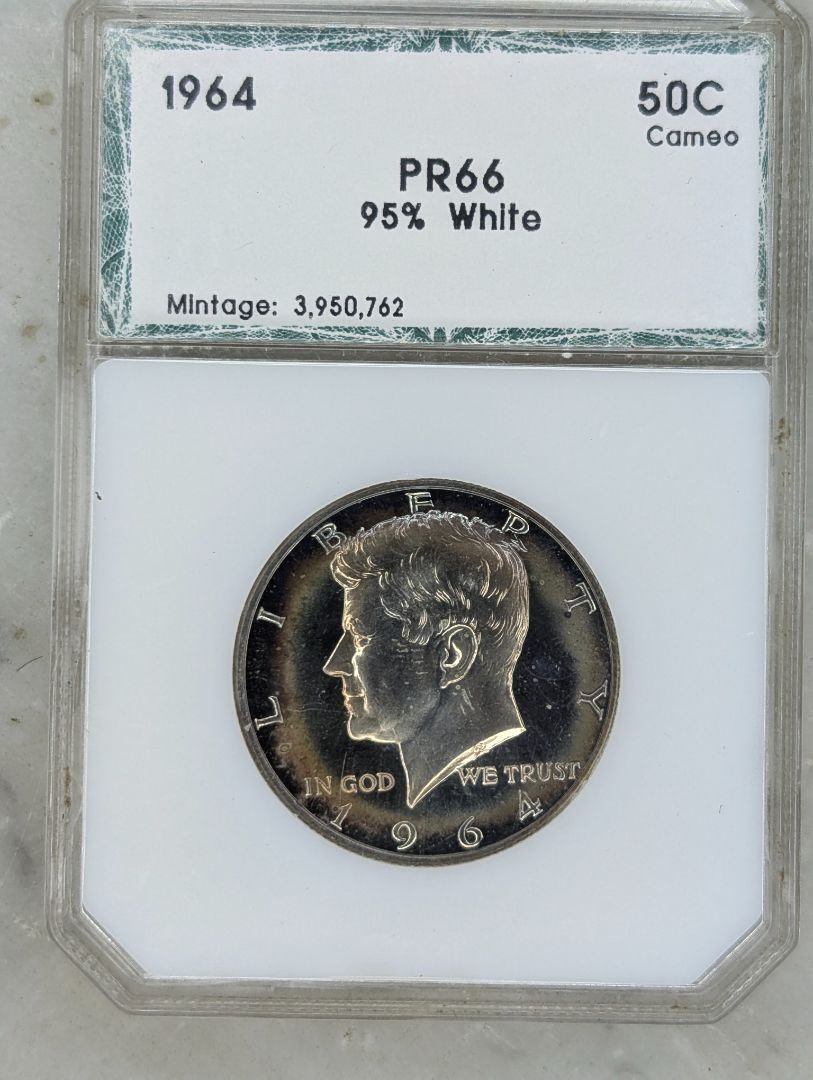 1964
50C
Cameo
PR66
95% White
Mintage: 3,950,762
LIBERTY
IN GOD WE TRUST
1964